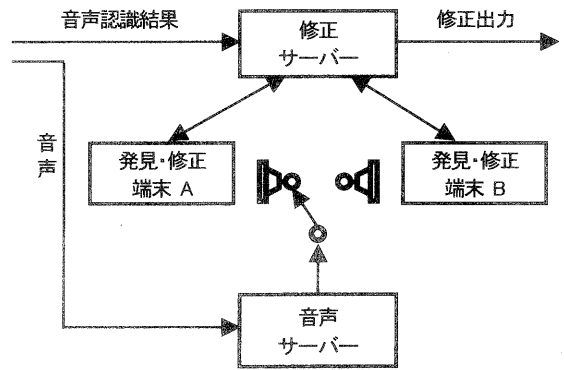 音声認識結果
修正
サーバー
修正出力
音
声
発見･修正
端末 A
発見･修正
端末 B
音声
サーバー